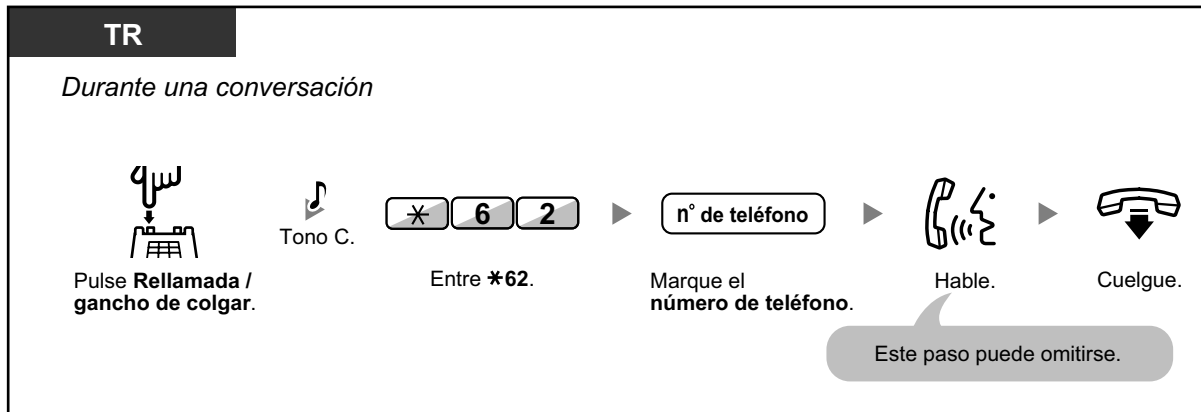 TR
Durante una conversación
Pulse Rellamada /
gancho de colgar.
Tono C.
* 6 2
Entre *62.
n° de teléfono
Marque el
número de teléfono.
Hable.
Cuelgue.
Este paso puede omitirse.